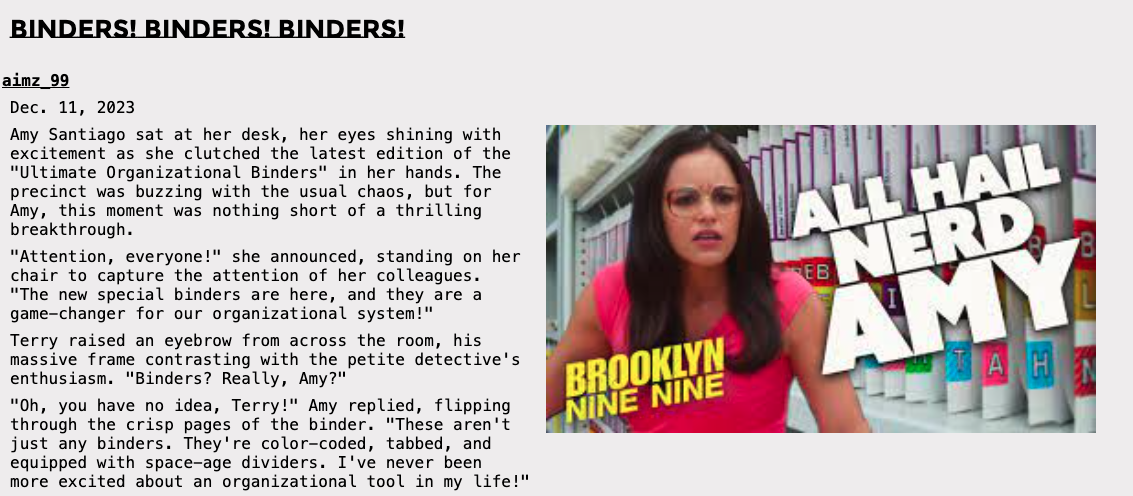 BINDERS! BINDERS! BINDERS!
aimz_99
Dec. 11, 2023
Amy Santiago sat at her desk, her eyes shining with
excitement as she clutched the latest edition of the
"Ultimate Organizational Binders" in her hands. The
precinct was buzzing with the usual chaos, but for
Amy, this moment was nothing short of a thrilling
breakthrough.
"Attention, everyone!" she announced, standing on her
chair to capture the attention of her colleagues.
"The new special binders are here, and they are a
game-changer for our organizational system!"
Terry raised an eyebrow from across the room, his
massive frame contrasting with the petite detective's
enthusiasm. "Binders? Really, Amy?"
"Oh, you have no idea, Terry!" Amy replied, flipping
through the crisp pages of the binder. "These aren't
just any binders. They're color-coded, tabbed, and
equipped with space-age dividers. I've never been
more excited about an organizational tool in my life!"
ALL HAIL
NERD
AMY
BROOKLYN
NINE NINE